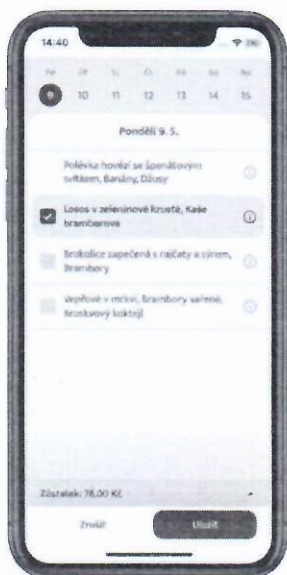 14:40
Po Út St Čt Pá So Ne
9 10 11 12 13 14 15
Pondělí 9. 5.
Polévka hovězí se špenátovým
svítkem, Banány, Džusy
Losos v zeleninové krustě, Kaše
bramborová
Brokolice zapečená s rajčaty a sýrem,
Brambory
Vepřové v mrkvi, Brambory vařené,
Broskvový koktejl
Zůstatek: 78,00 Kč
Zrušit Uložit